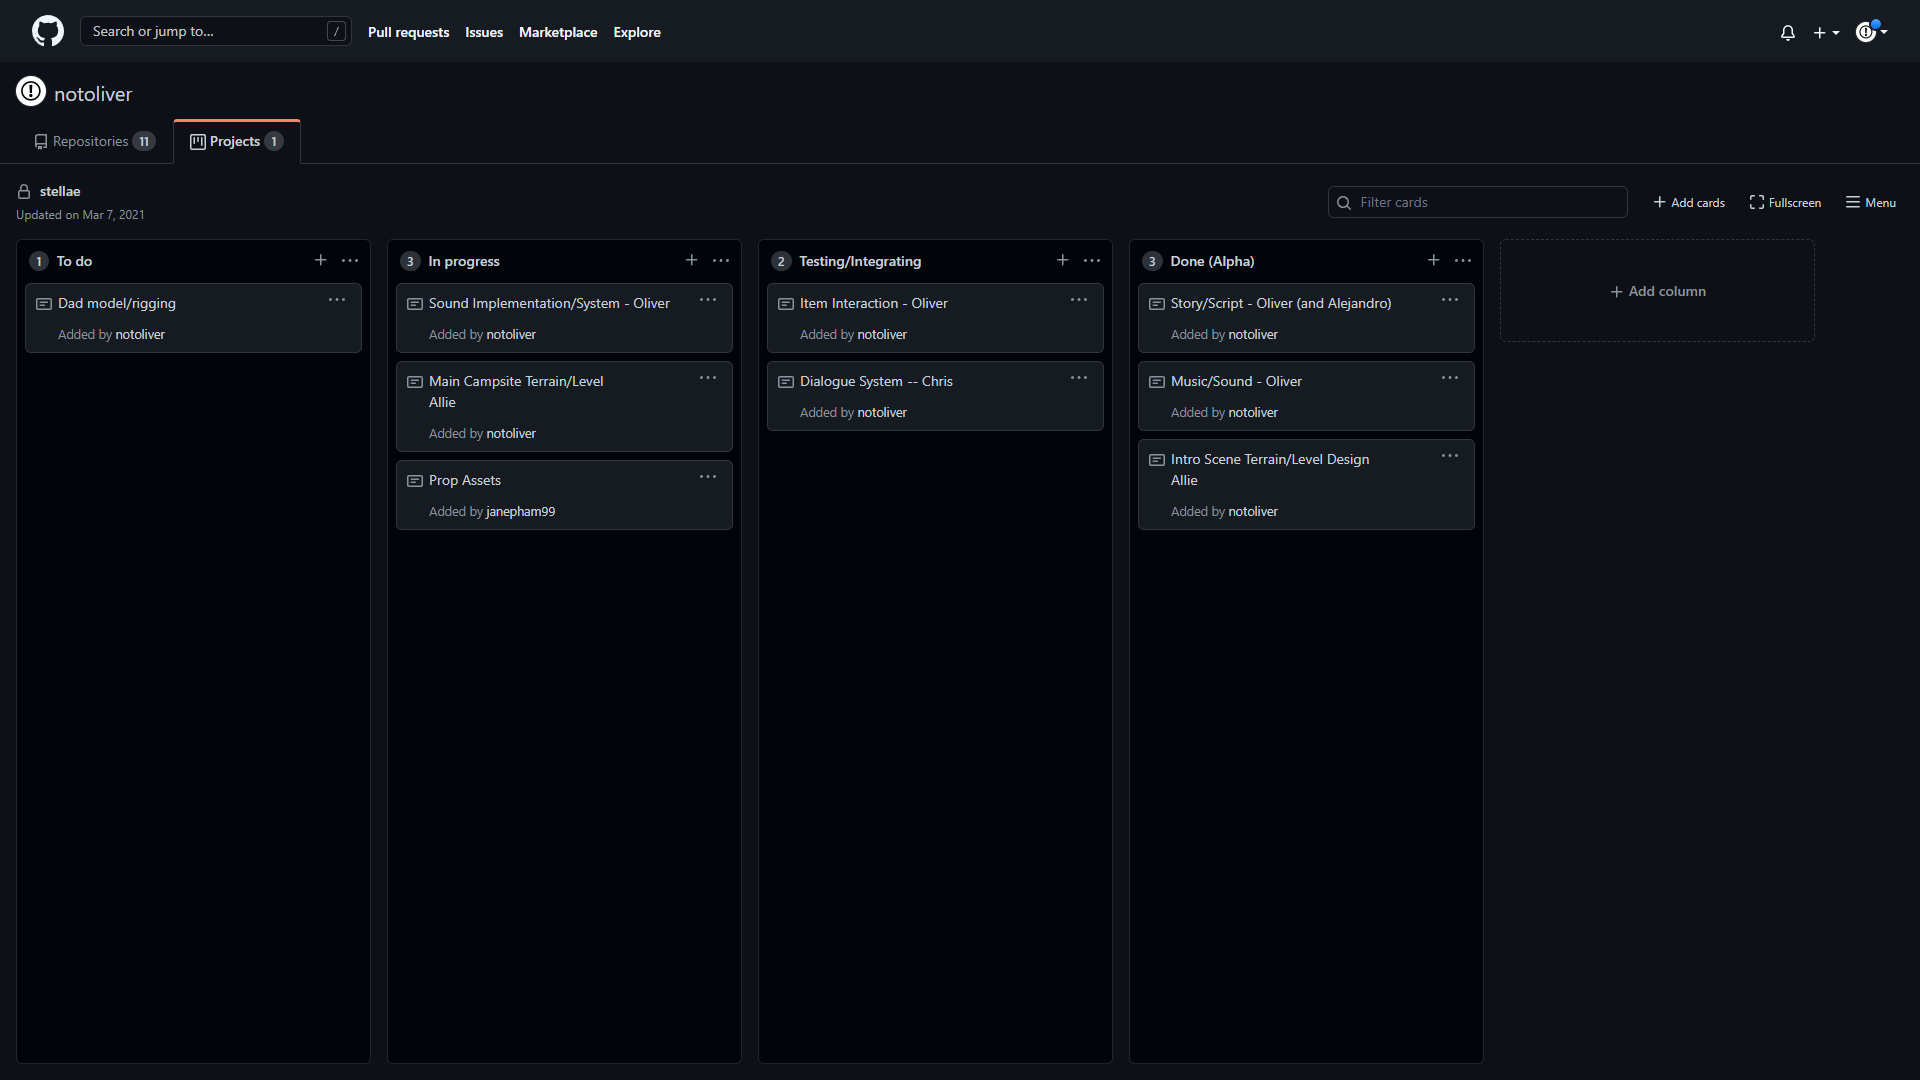 Search or jump to... /
Pull requests Issues Marketplace Explore
notoliver
Repositories 11
Projects 1
stellae
Updated on Mar 7, 2021
Filter cards
Add cards
Fullscreen
Menu
1 To do
Dad model/rigging
Added by notoliver
3 In progress
Sound Implementation/System - Oliver
Added by notoliver
Main Campsite Terrain/Level
Allie
Added by notoliver
Prop Assets
Added by janepham99
2 Testing/Integrating
Item Interaction - Oliver
Added by notoliver
Dialogue System -- Chris
Added by notoliver
3 Done (Alpha)
Story/Script - Oliver (and Alejandro)
Added by notoliver
Music/Sound - Oliver
Added by notoliver
Intro Scene Terrain/Level Design
Allie
Added by notoliver
Add column